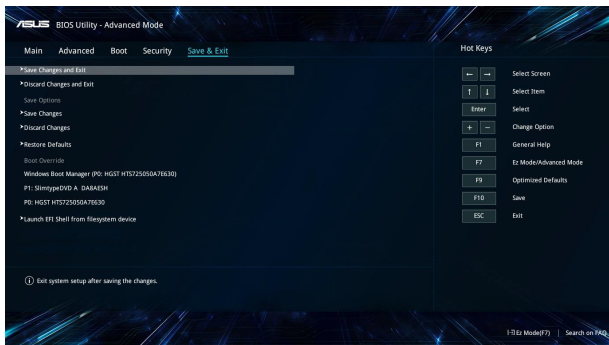 ASUS BIOS Utility - Advanced Mode
Main Advanced Boot Security Save & Exit
Hot Keys
Save Changes and Exit
Discard Changes and Exit
Save Options
Save Changes
Discard Changes
Restore Defaults
Boot Override
Windows Boot Manager (P0: HGST HTS725050A7E630)
P1: SlimtypeDVD A DA8AESH
P0: HGST HTS725050A7E630
Launch EFI Shell from filesystem device
← → Select Screen
↑ ↓ Select Item
Enter Select
+ − Change Option
F1 General Help
F7 Ez Mode/Advanced Mode
F9 Optimized Defaults
F10 Save
ESC Exit
Exit system setup after saving the changes.
Ez Mode(F7) | Search on FAQ